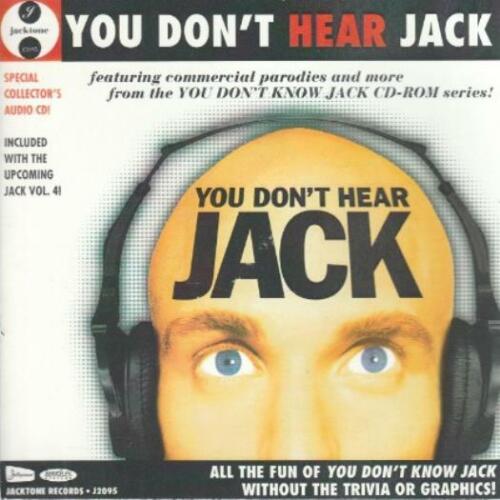 jacktone
YOU DON'T HEAR JACK
SPECIAL
COLLECTOR'S
AUDIO CD!
featuring commercial parodies and more
from the YOU DON'T KNOW JACK CD-ROM series!
INCLUDED
WITH THE
UPCOMING
JACK VOL. 4!
YOU DON'T HEAR
JACK
ALL THE FUN OF YOU DON'T KNOW JACK
WITHOUT THE TRIVIA OR GRAPHICS!
JACKTONE RECORDS • J2095